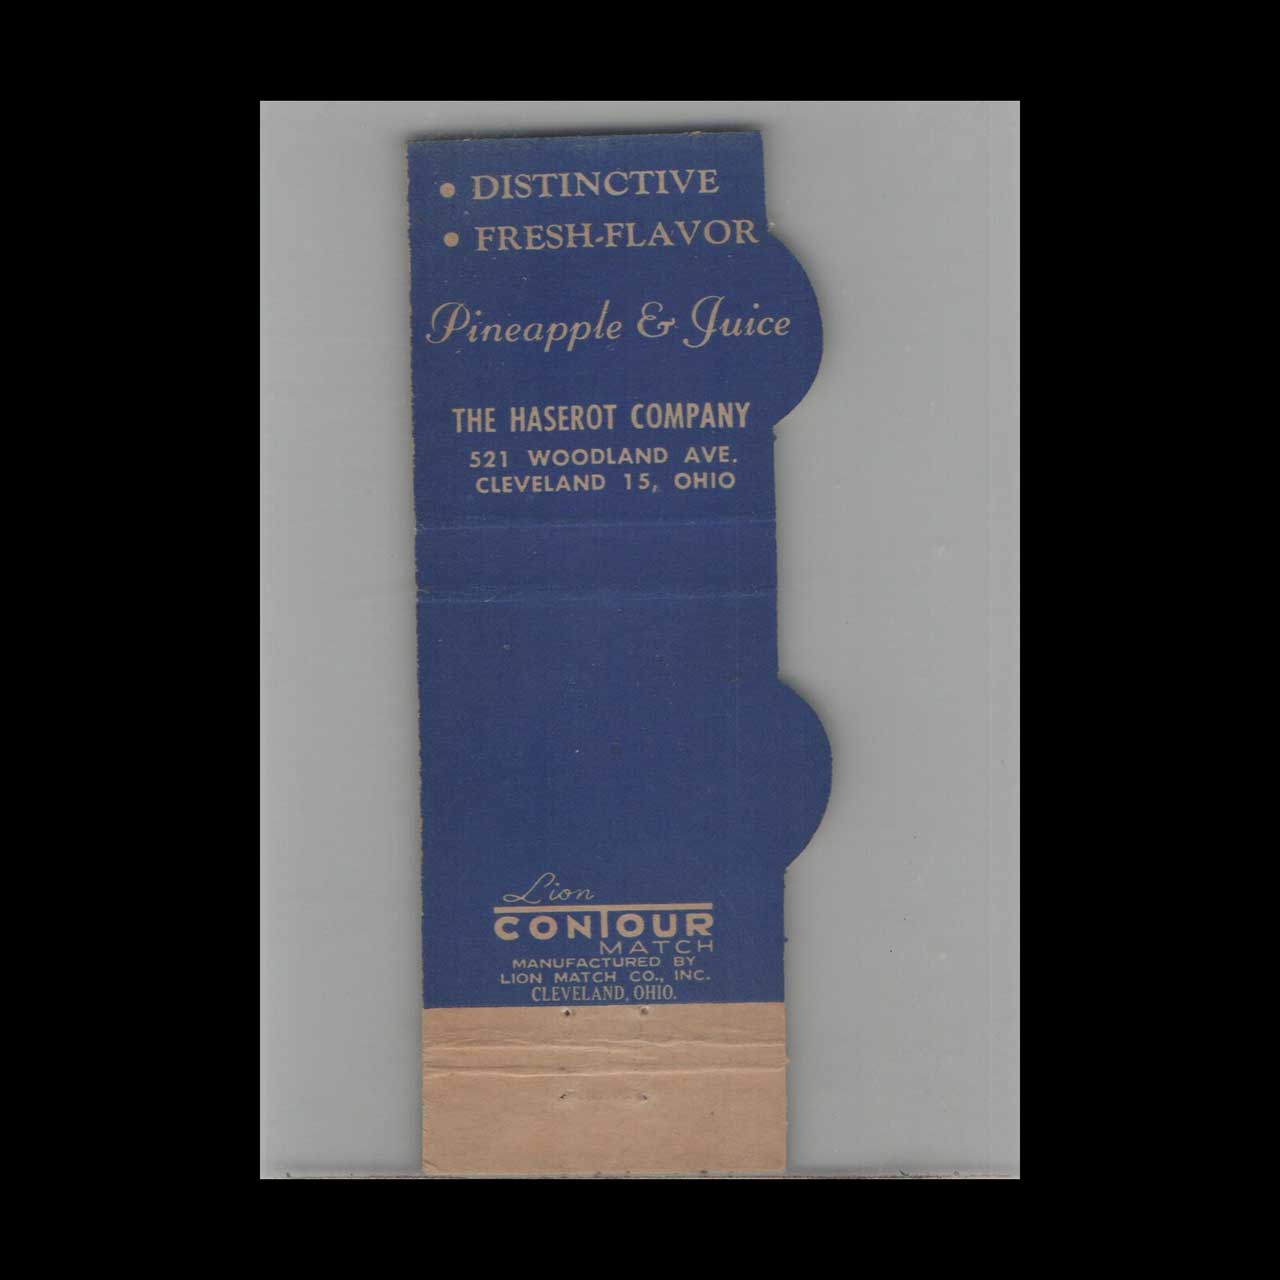 • DISTINCTIVE
• FRESH-FLAVOR
Pineapple & Juice
THE HASEROT COMPANY
521 WOODLAND AVE.
CLEVELAND 15, OHIO
Lion
CONTOUR
MATCH
MANUFACTURED BY
LION MATCH CO., INC.
CLEVELAND, OHIO.